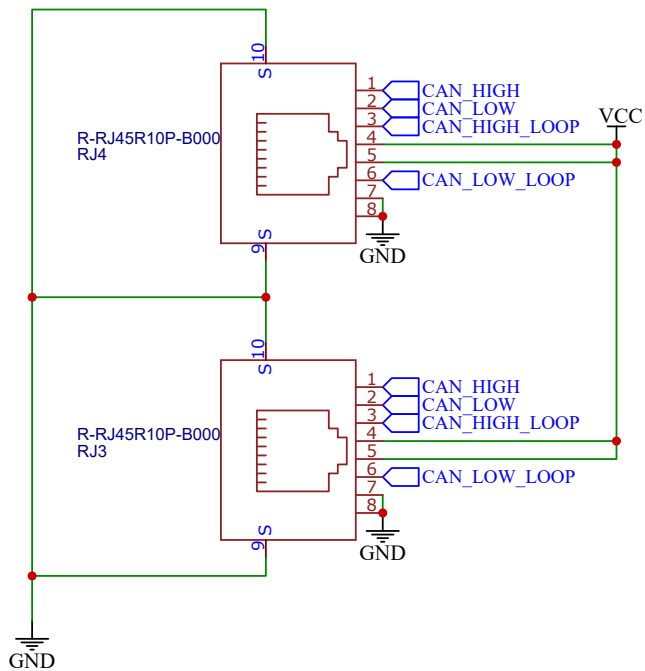 10
S
R-RJ45R10P-B000
RJ4
1 CAN_HIGH
2 CAN_LOW
3 CAN_HIGH_LOOP
4
5
6 CAN_LOW_LOOP
7
8
VCC
GND
9 S
10
S
R-RJ45R10P-B000
RJ3
1 CAN_HIGH
2 CAN_LOW
3 CAN_HIGH_LOOP
4
5
6 CAN_LOW_LOOP
7
8
GND
9 S
GND